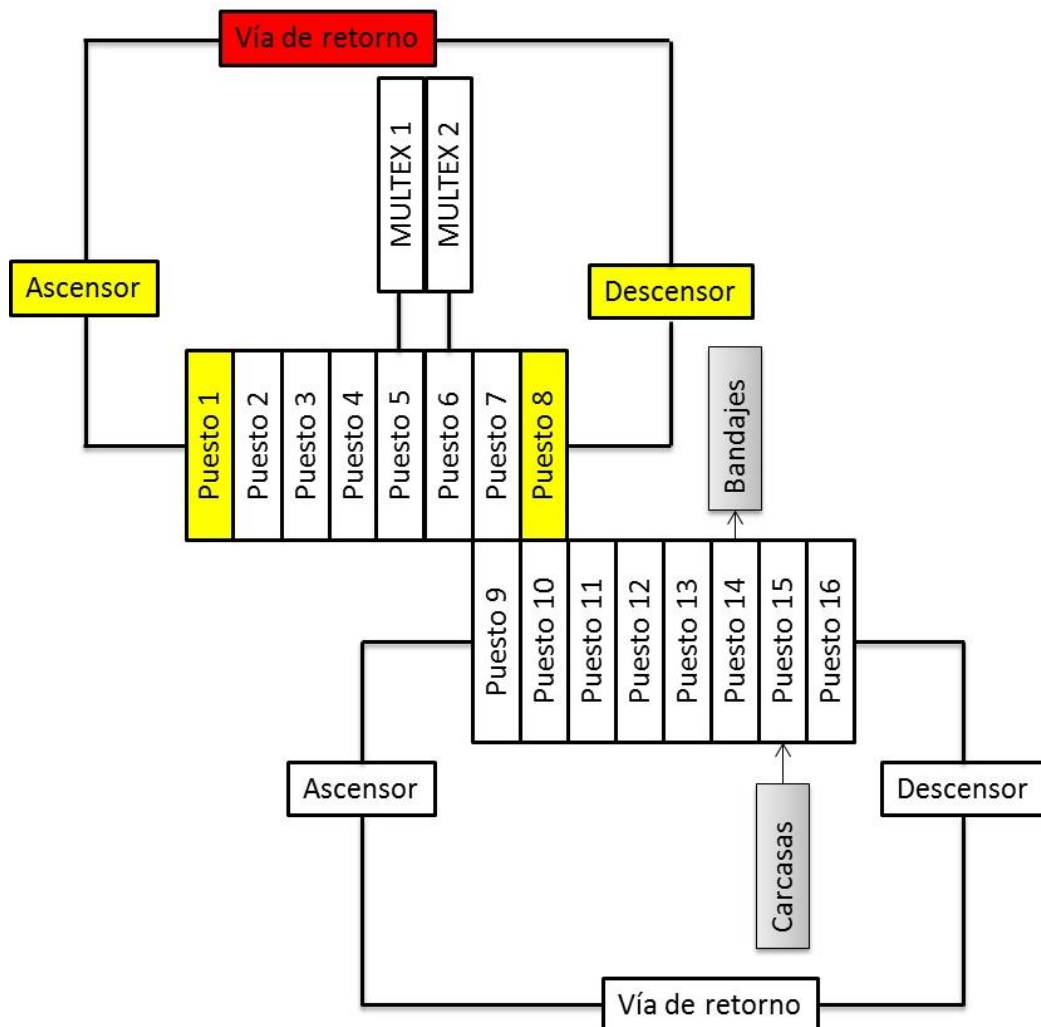 Vía de retorno
MULTEX 1
MULTEX 2
Ascensor
Descensor
Puesto 1
Puesto 2
Puesto 3
Puesto 4
Puesto 5
Puesto 6
Puesto 7
Puesto 8
Bandajes
Puesto 9
Puesto 10
Puesto 11
Puesto 12
Puesto 13
Puesto 14
Puesto 15
Puesto 16
Ascensor
Descensor
Carcasas
Vía de retorno